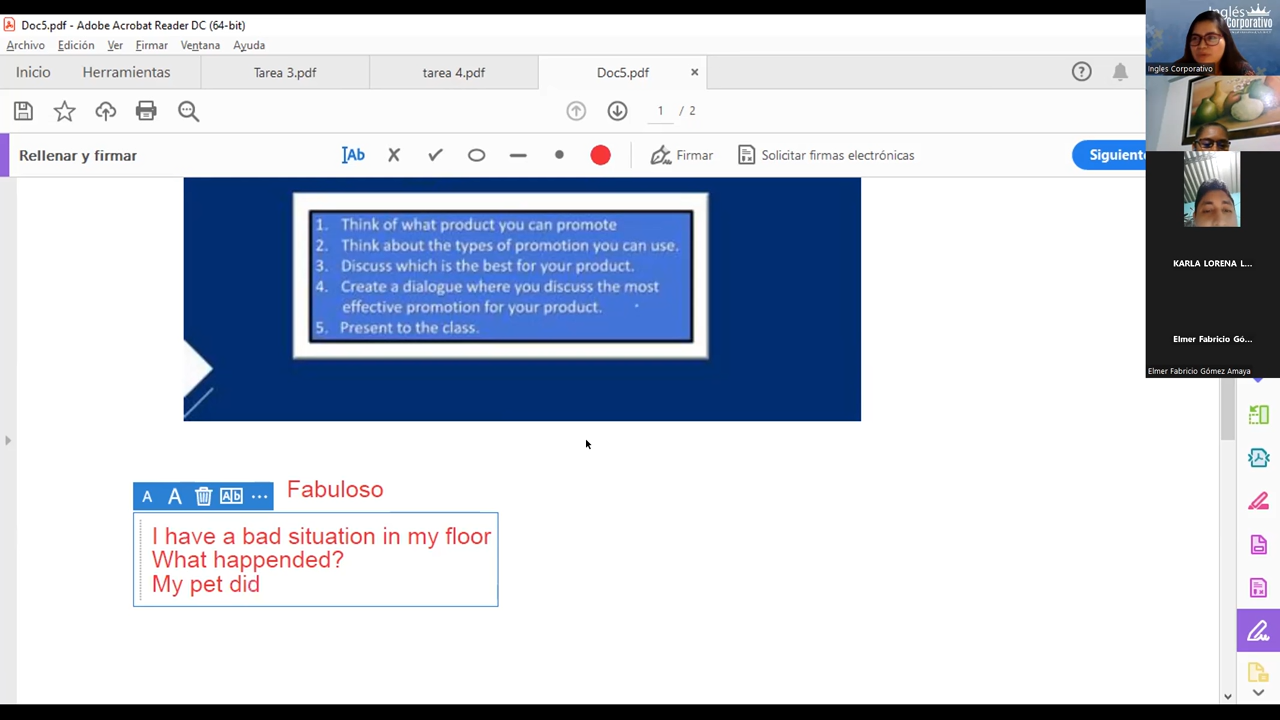 Doc5.pdf - Adobe Acrobat Reader DC (64-bit)
Archivo Edición Ver Firmar Ventana Ayuda
Inicio Herramientas Tarea 3.pdf tarea 4.pdf Doc5.pdf ×
1 / 2
Rellenar y firmar Ab Firmar Solicitar firmas electrónicas Siguiente
1. Think of what product you can promote
2. Think about the types of promotion you can use.
3. Discuss which is the best for your product.
4. Create a dialogue where you discuss the most
effective promotion for your product.
5. Present to the class.
A A Ab ... Fabuloso
I have a bad situation in my floor
What happended?
My pet did
Inglés
Corporativo
Ingles Corporativo
KARLA LORENA L...
Elmer Fabricio Gó...
Elmer Fabricio Gómez Amaya